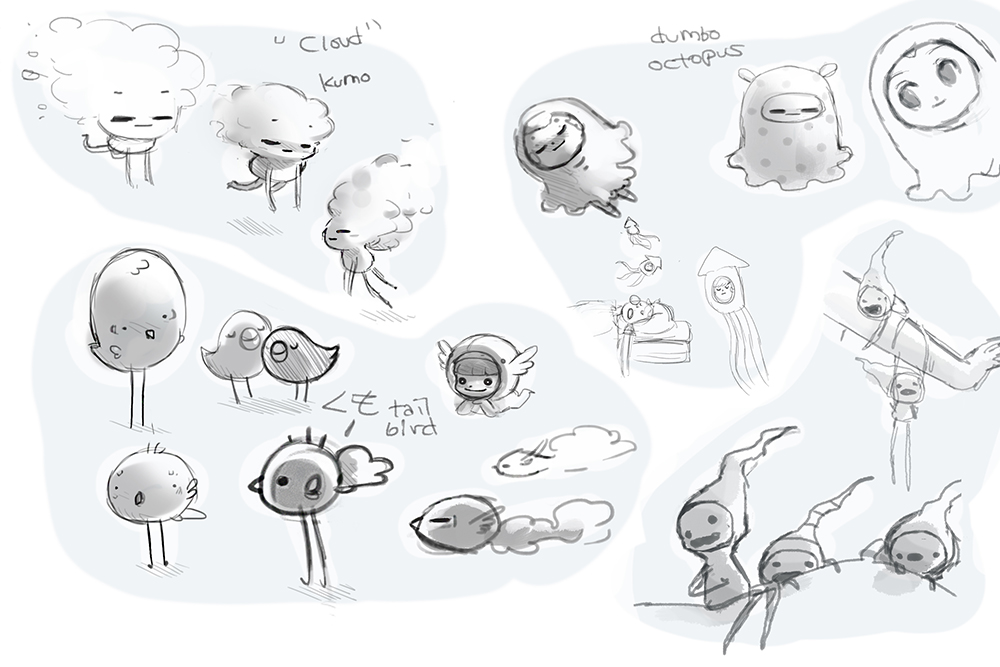 "Cloud"
kumo
dumbo
octopus
くも tail
bird